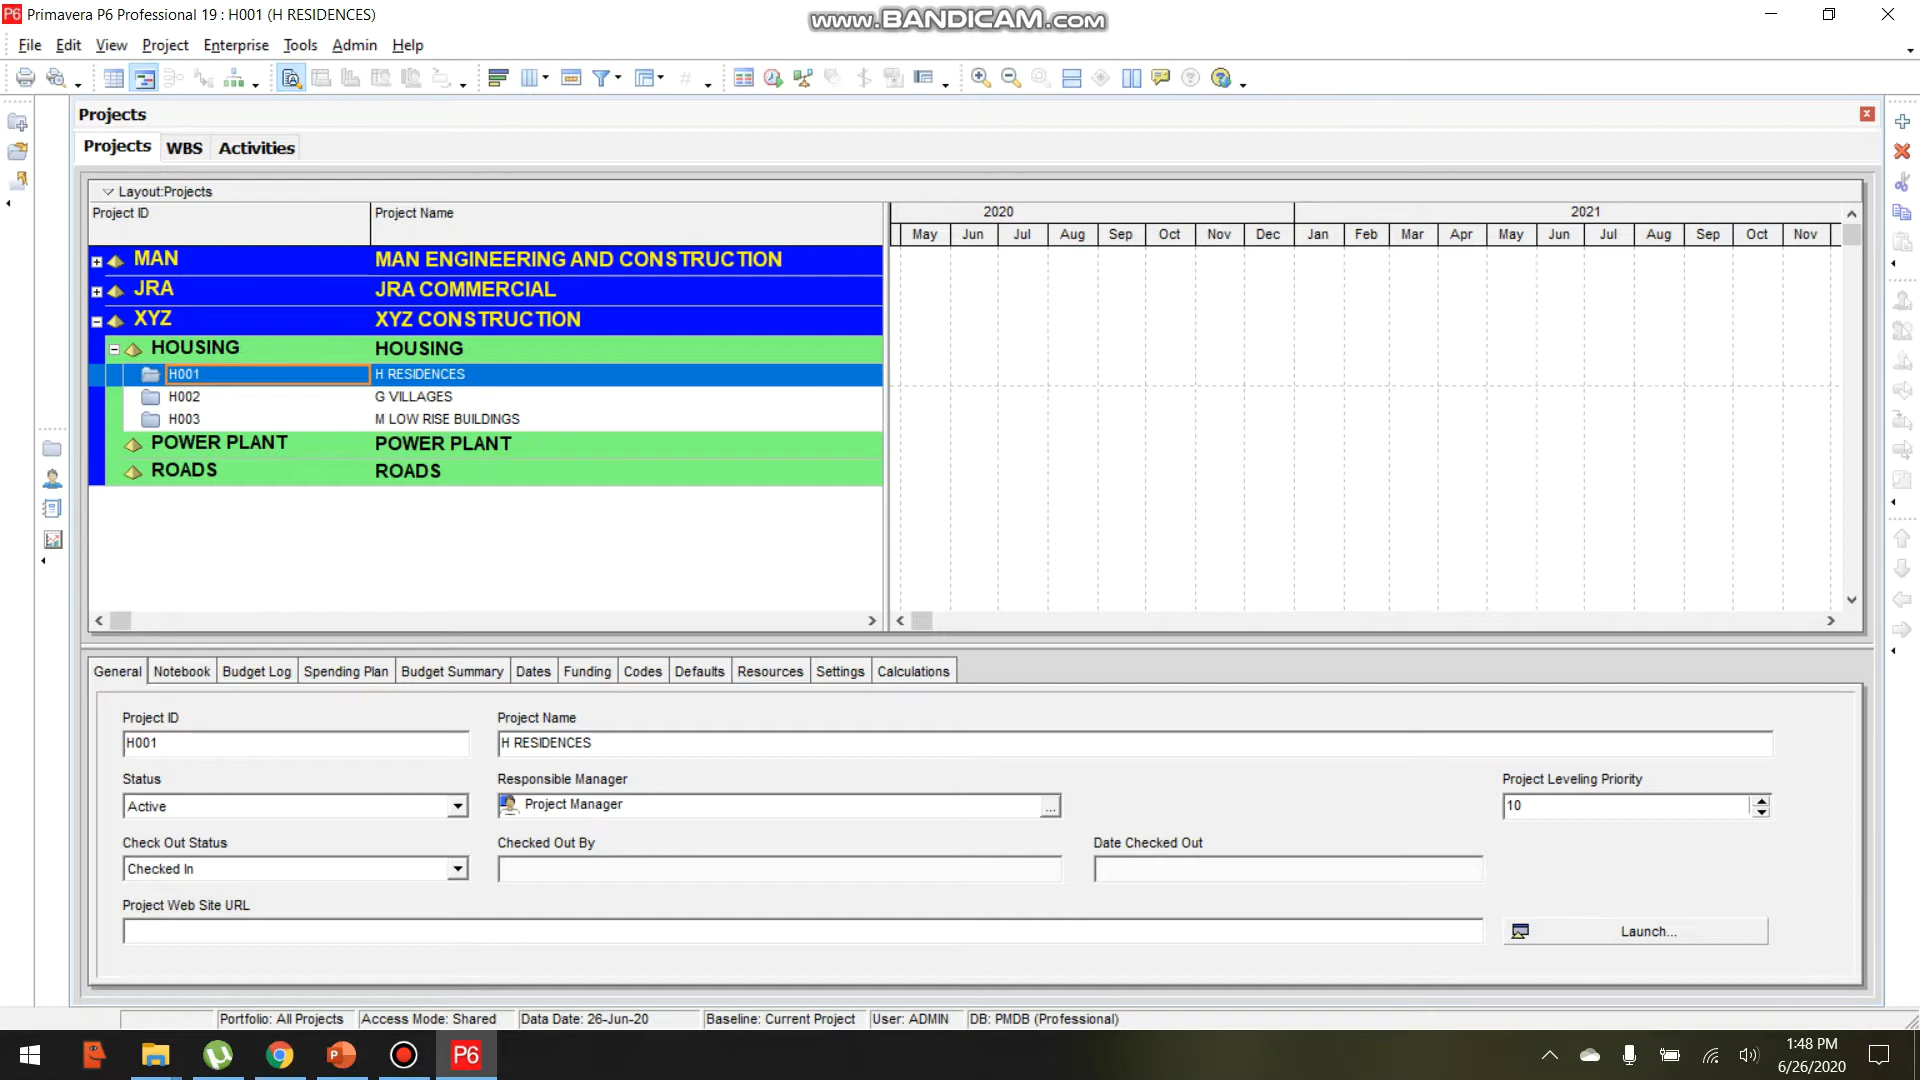 P6 Primavera P6 Professional 19 : H001 (H RESIDENCES)
www.BANDICAM.com
File Edit View Project Enterprise Tools Admin Help
Projects
Projects WBS Activities
Layout:Projects
Project ID Project Name
2020 2021
May Jun Jul Aug Sep Oct Nov Dec Jan Feb Mar Apr May Jun Jul Aug Sep Oct Nov
MAN MAN ENGINEERING AND CONSTRUCTION
JRA JRA COMMERCIAL
XYZ XYZ CONSTRUCTION
HOUSING HOUSING
H001 H RESIDENCES
H002 G VILLAGES
H003 M LOW RISE BUILDINGS
POWER PLANT POWER PLANT
ROADS ROADS
General Notebook Budget Log Spending Plan Budget Summary Dates Funding Codes Defaults Resources Settings Calculations
Project ID Project Name
H001 H RESIDENCES
Status Responsible Manager Project Leveling Priority
Active Project Manager ... 10
Check Out Status Checked Out By Date Checked Out
Checked In
Project Web Site URL
Launch...
Portfolio: All Projects Access Mode: Shared Data Date: 26-Jun-20 Baseline: Current Project User: ADMIN DB: PMDB (Professional)
P6
1:48 PM
6/26/2020